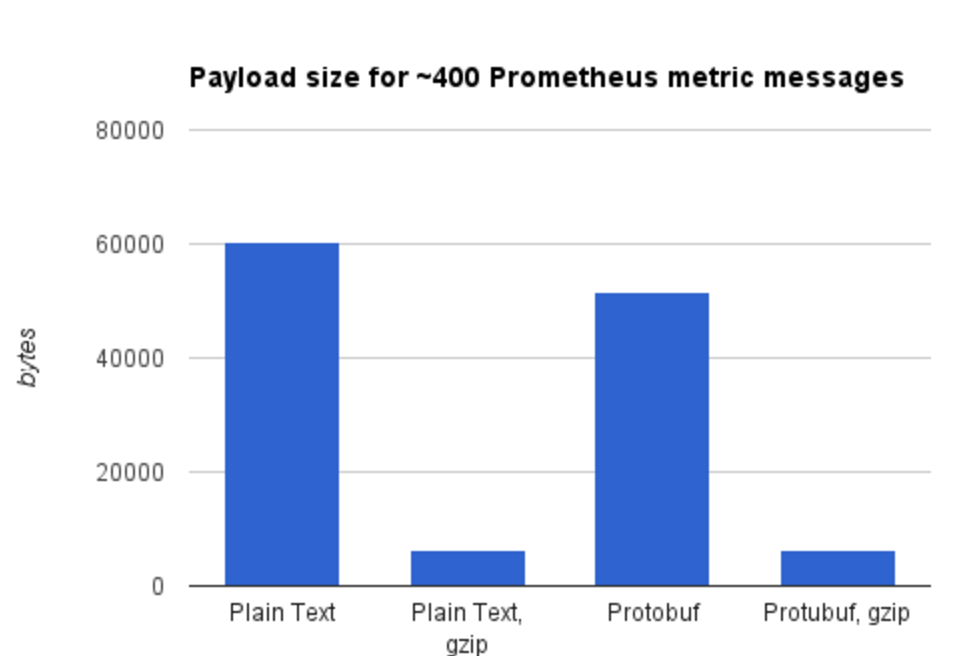 Payload size for ~400 Prometheus metric messages
80000
60000
40000
20000
0
bytes
Plain Text
Plain Text,
gzip
Protobuf
Protubuf, gzip